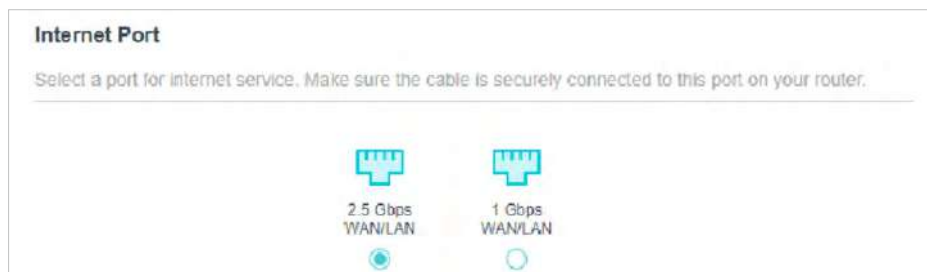 Internet Port
Select a port for internet service. Make sure the cable is securely connected to this port on your router.
2.5 Gbps
WAN/LAN
1 Gbps
WAN/LAN